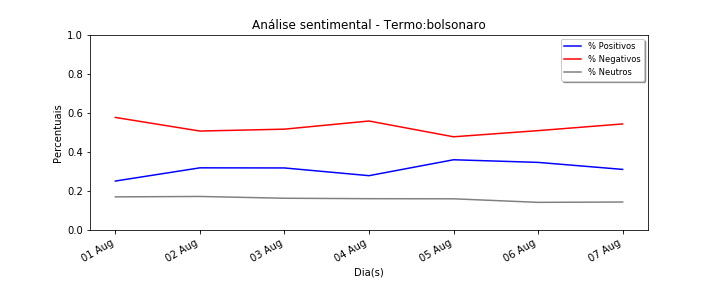 Análise sentimental - Termo:bolsonaro
% Positivos
% Negativos
% Neutros
Percentuais
1.0
0.8
0.6
0.4
0.2
0.0
01 Aug
02 Aug
03 Aug
04 Aug
05 Aug
06 Aug
07 Aug
Dia(s)